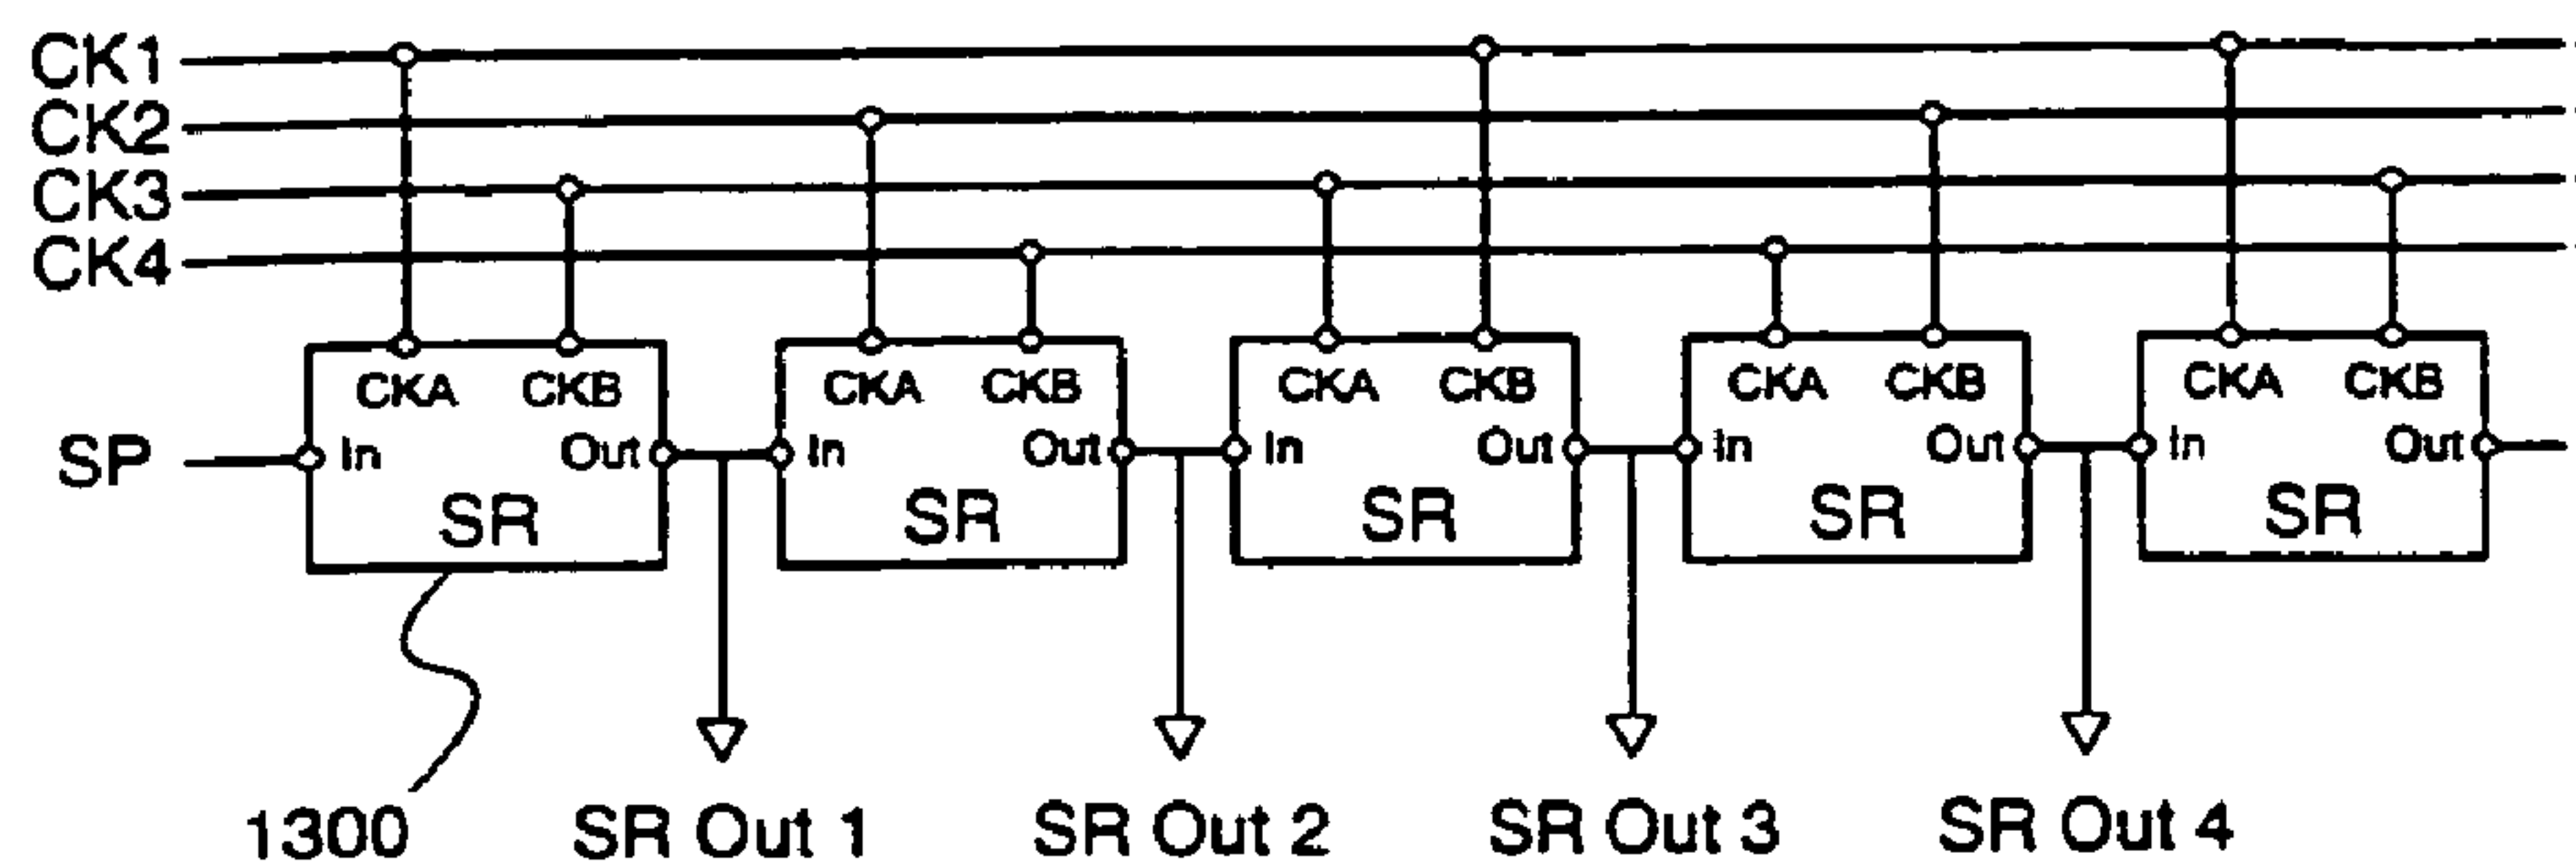 CK1
CK2
CK3
CK4
CKA CKB CKA CKB CKA CKB CKA CKB CKA CKB
SP In Out In Out In Out In Out In Out
SR SR SR SR SR
1300 SR Out 1 SR Out 2 SR Out 3 SR Out 4